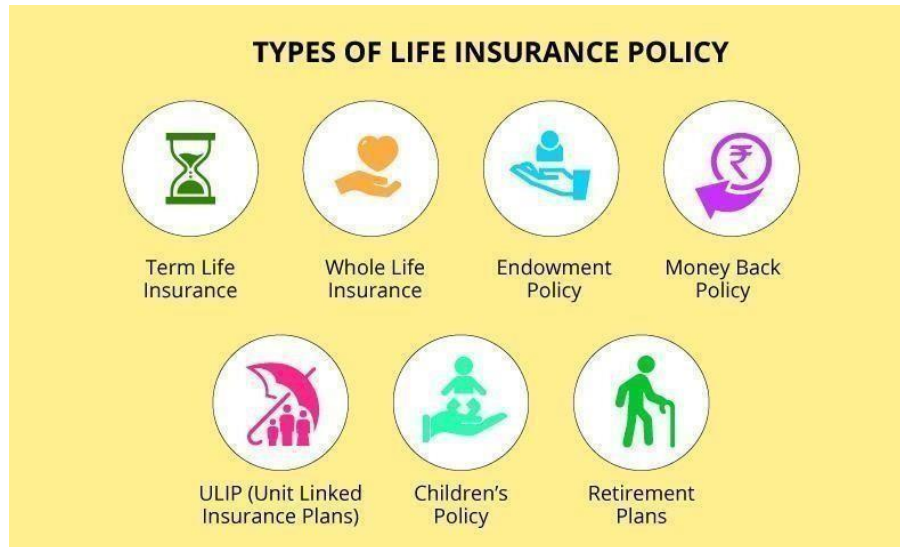 TYPES OF LIFE INSURANCE POLICY
₹
Term Life
Insurance
Whole Life
Insurance
Endowment
Policy
Money Back
Policy
ULIP (Unit Linked
Insurance Plans)
Children's
Policy
Retirement
Plans